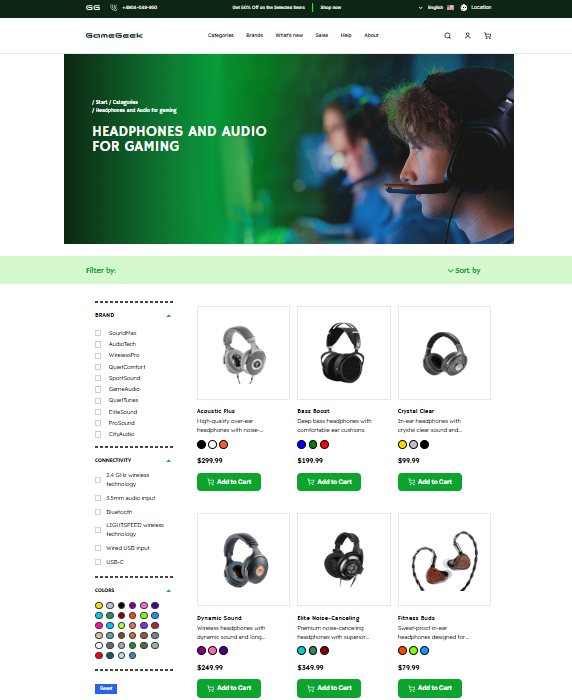 GG
+4904-049-950
Get 50% Off on the Selected Items
Shop now
English
Location
GameGeek
Categories
Brands
What's new
Sales
Help
About
/ Start / Categories
/ Headphones and Audio for gaming
HEADPHONES AND AUDIO
FOR GAMING
Filter by:
Sort by
BRAND
SoundMax
AudioTech
WirelessPro
QuietComfort
SportSound
GameAudio
QuietTunes
EliteSound
ProSound
CityAudio
CONNECTIVITY
2.4 GHz wireless
technology
3.5mm audio input
Bluetooth
LIGHTSPEED wireless
technology
Wired USB input
USB-C
COLORS
Reset
Acoustic Plus
High-quality over-ear
headphones with noise-...
$299.99
Add to Cart
Bass Boost
Deep bass headphones with
comfortable ear cushions.
$199.99
Add to Cart
Crystal Clear
In-ear headphones with
crystal clear sound and...
$99.99
Add to Cart
Dynamic Sound
Wireless headphones with
dynamic sound and long...
$249.99
Add to Cart
Elite Noise-Canceling
Premium noise-canceling
headphones with superior...
$349.99
Add to Cart
Fitness Buds
Sweat-proof in-ear
headphones designed for...
$79.99
Add to Cart